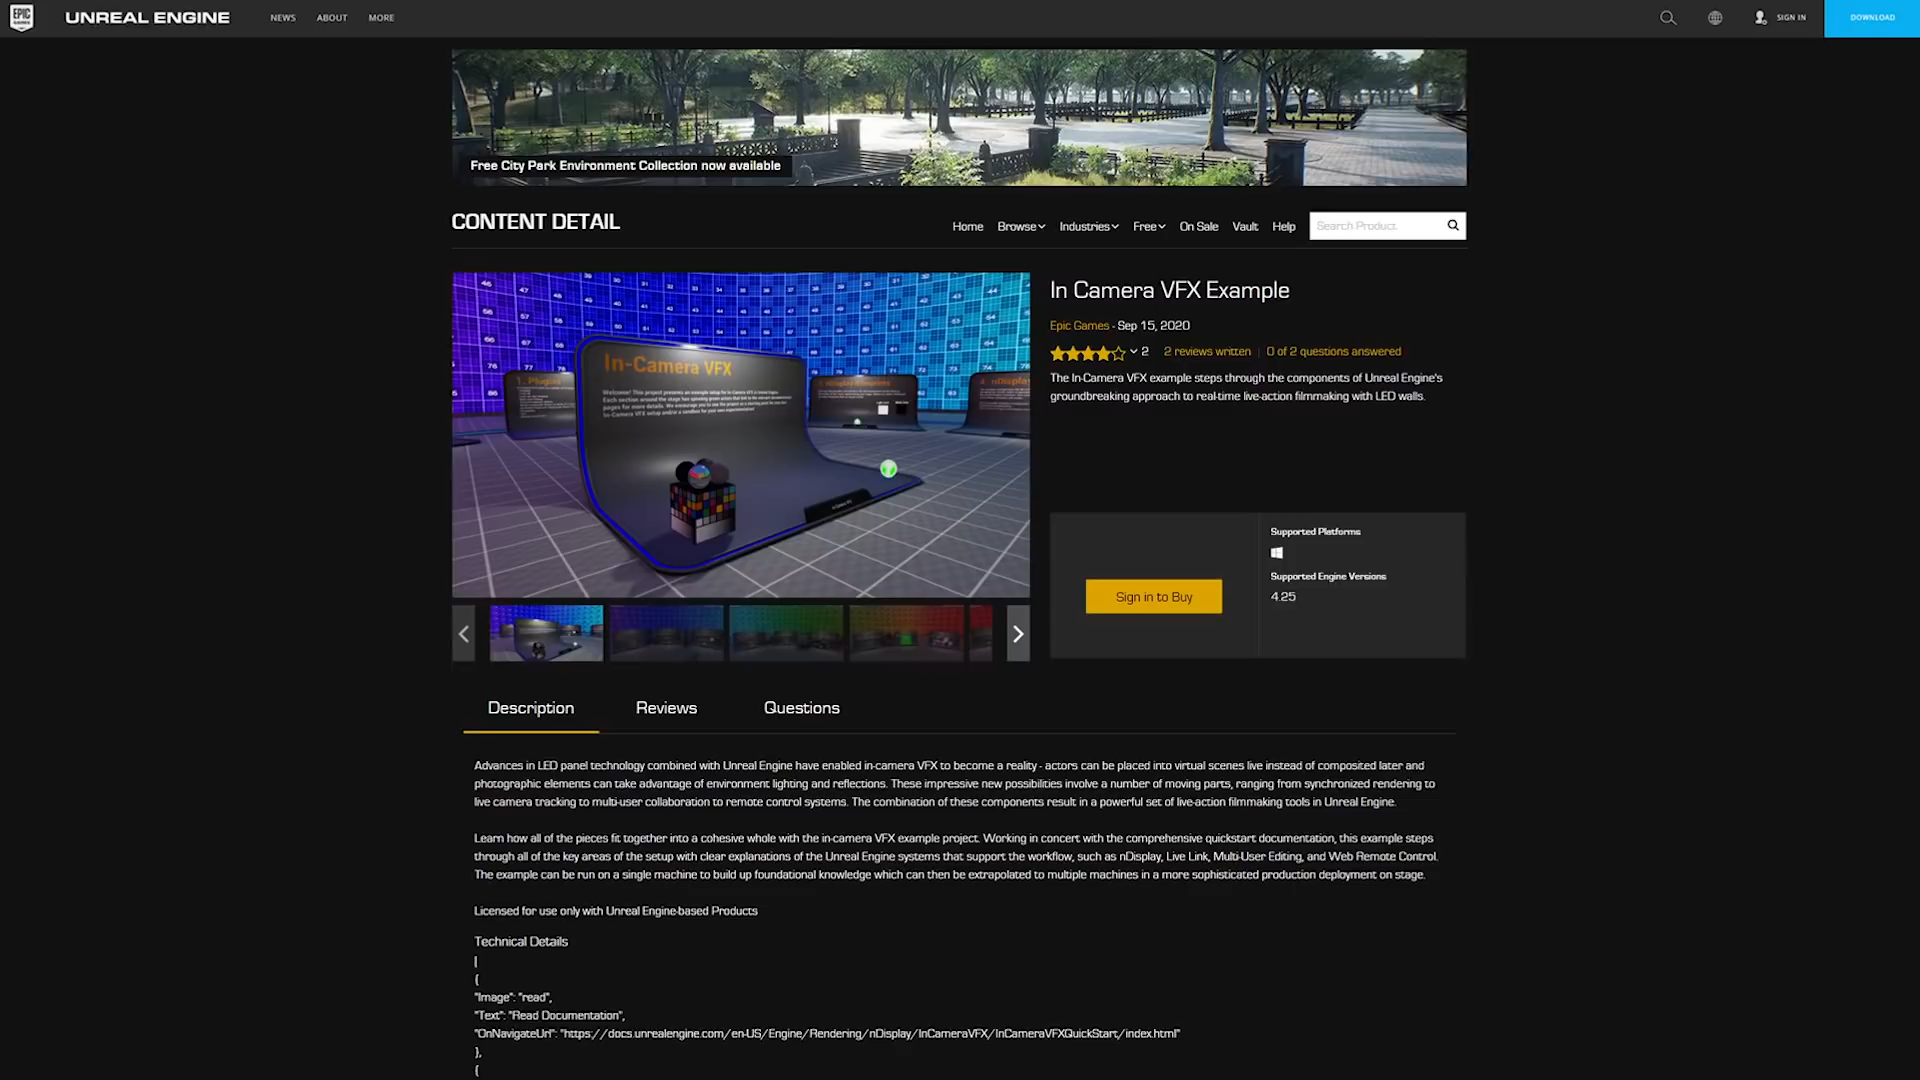 EPIC GAMES
UNREAL ENGINE
NEWS
ABOUT
MORE
SIGN IN
DOWNLOAD
Free City Park Environment Collection now available
CONTENT DETAIL
Home
Browse
Industries
Free
On Sale
Vault
Help
Search Product
In-Camera VFX
1. Plugins
In Camera VFX Example
Epic Games - Sep 15, 2020
2
2 reviews written
0 of 2 questions answered
The In-Camera VFX example steps through the components of Unreal Engine's
groundbreaking approach to real-time live-action filmmaking with LED walls.
Sign in to Buy
Supported Platforms
Supported Engine Versions
4.25
Description
Reviews
Questions
Advances in LED panel technology combined with Unreal Engine have enabled in-camera VFX to become a reality - actors can be placed into virtual scenes live instead of composited later and
photographic elements can take advantage of environment lighting and reflections. These impressive new possibilities involve a number of moving parts, ranging from synchronized rendering to
live camera tracking to multi-user collaboration to remote control systems. The combination of these components result in a powerful set of live-action filmmaking tools in Unreal Engine.
Learn how all of the pieces fit together into a cohesive whole with the in-camera VFX example project. Working in concert with the comprehensive quickstart documentation, this example steps
through all of the key areas of the setup with clear explanations of the Unreal Engine systems that support the workflow, such as nDisplay, Live Link, Multi-User Editing, and Web Remote Control.
The example can be run on a single machine to build up foundational knowledge which can then be extrapolated to multiple machines in a more sophisticated production deployment on stage.
Licensed for use only with Unreal Engine-based Products
Technical Details
[
{
"Image": "read",
"Text": "Read Documentation",
"OnNavigateUrl": "https://docs.unrealengine.com/en-US/Engine/Rendering/nDisplay/InCameraVFX/InCameraVFXQuickStart/index.html"
},
{